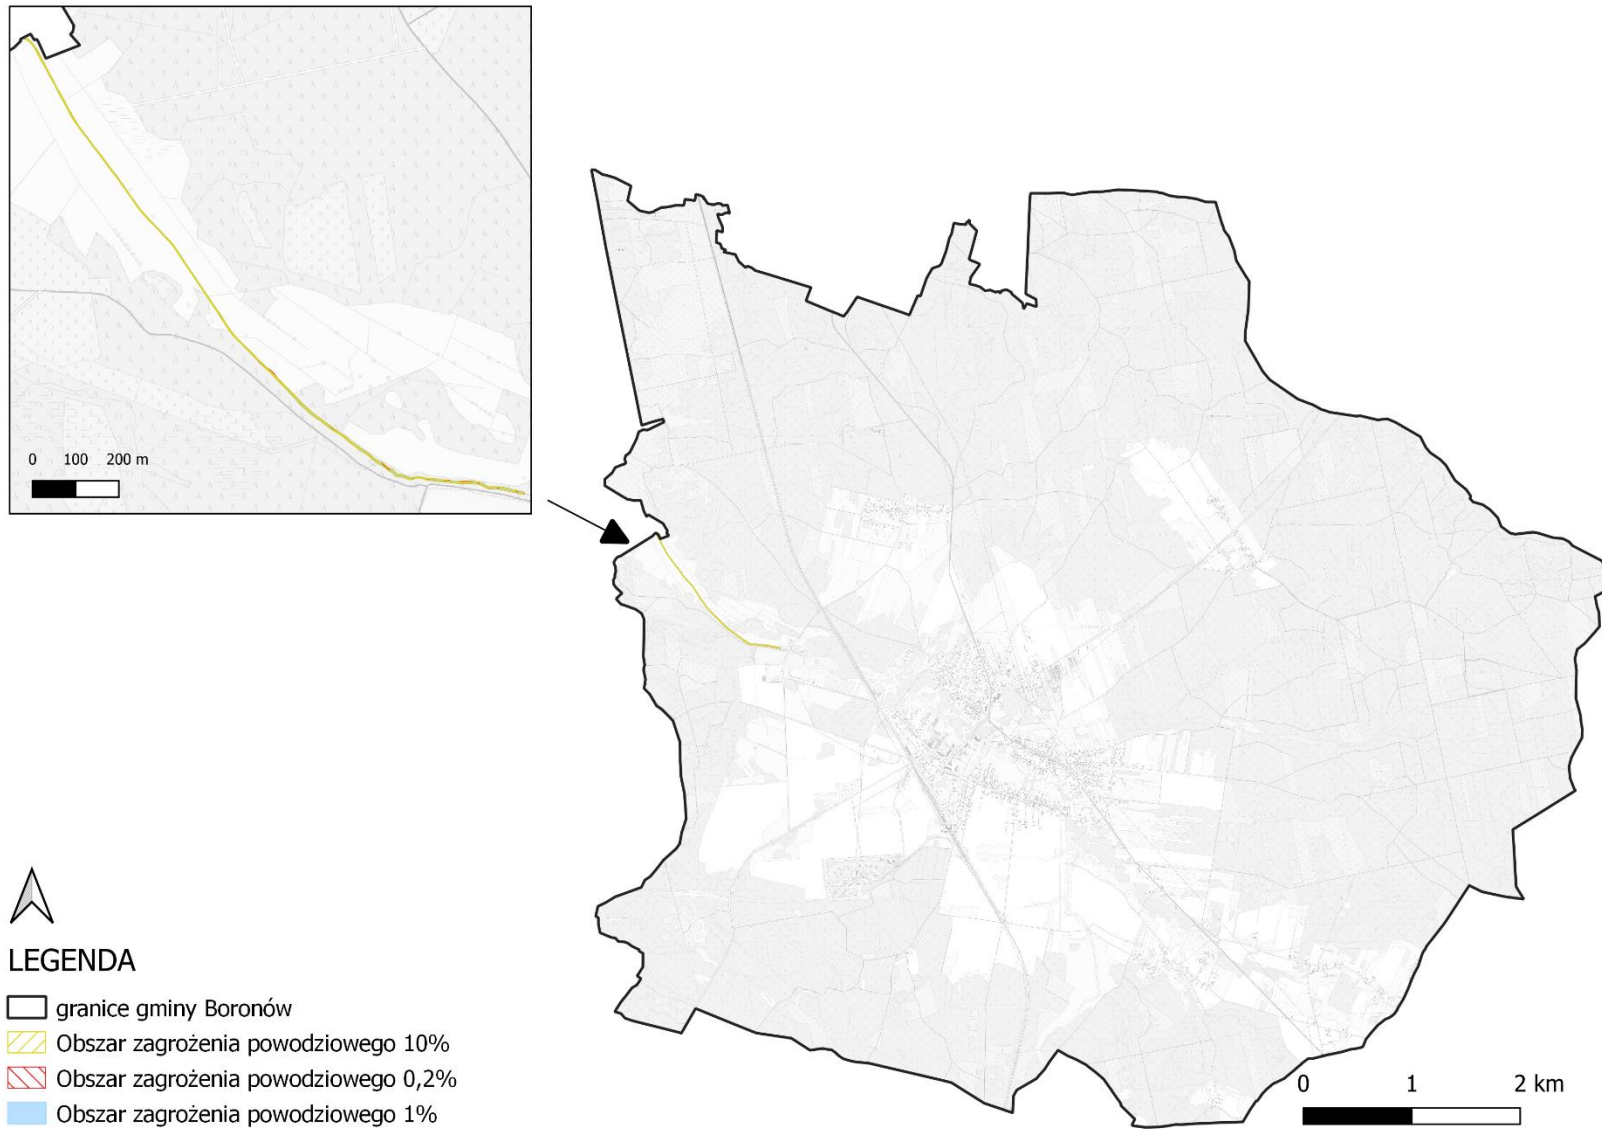 0 100 200 m
LEGENDA
granice gminy Boronów
Obszar zagrożenia powodziowego 10%
Obszar zagrożenia powodziowego 0,2%
Obszar zagrożenia powodziowego 1%
0 1 2 km